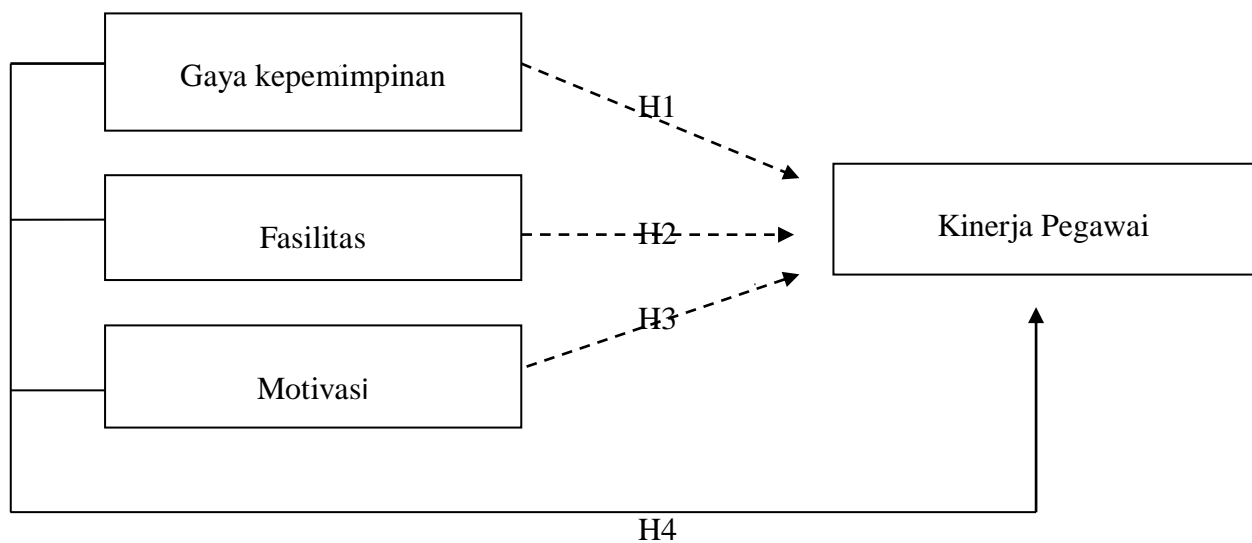 Gaya kepemimpinan
H1
Fasilitas
H2
Kinerja Pegawai
H3
Motivasi
H4